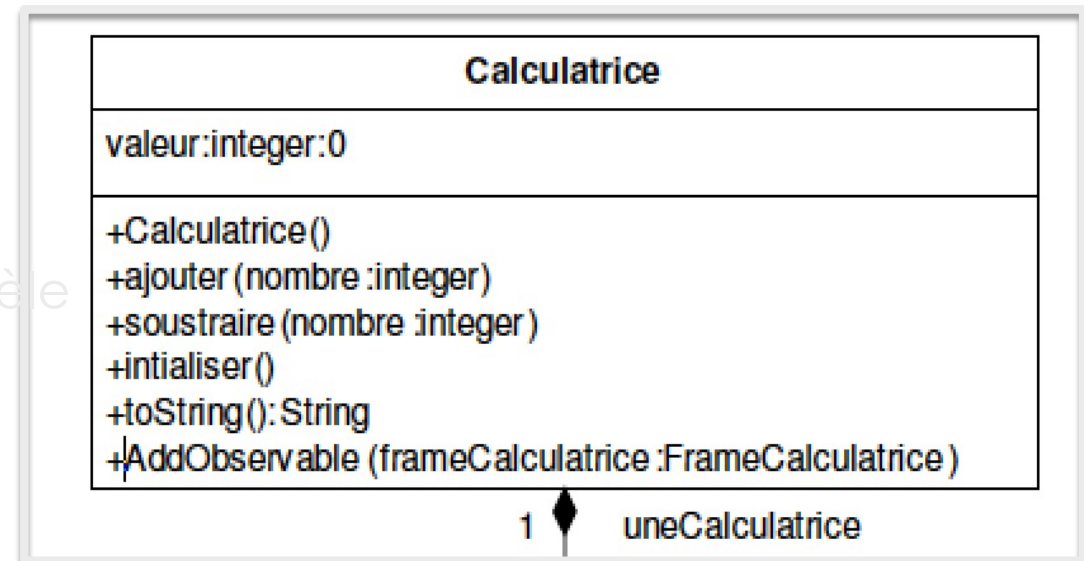 Calculatrice
valeur:integer:0
+Calculatrice()
+ajouter(nombre:integer)
+soustraire(nombre:integer)
+intialiser()
+toString():String
+AddObservable(frameCalculatrice:FrameCalculatrice)
1 uneCalculatrice